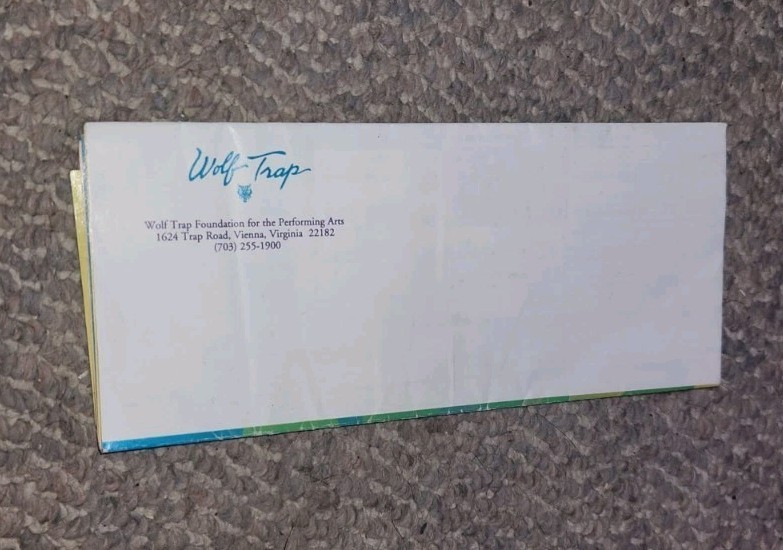 Wolf Trap
Wolf Trap Foundation for the Performing Arts
1624 Trap Road, Vienna, Virginia 22182
(703) 255-1900